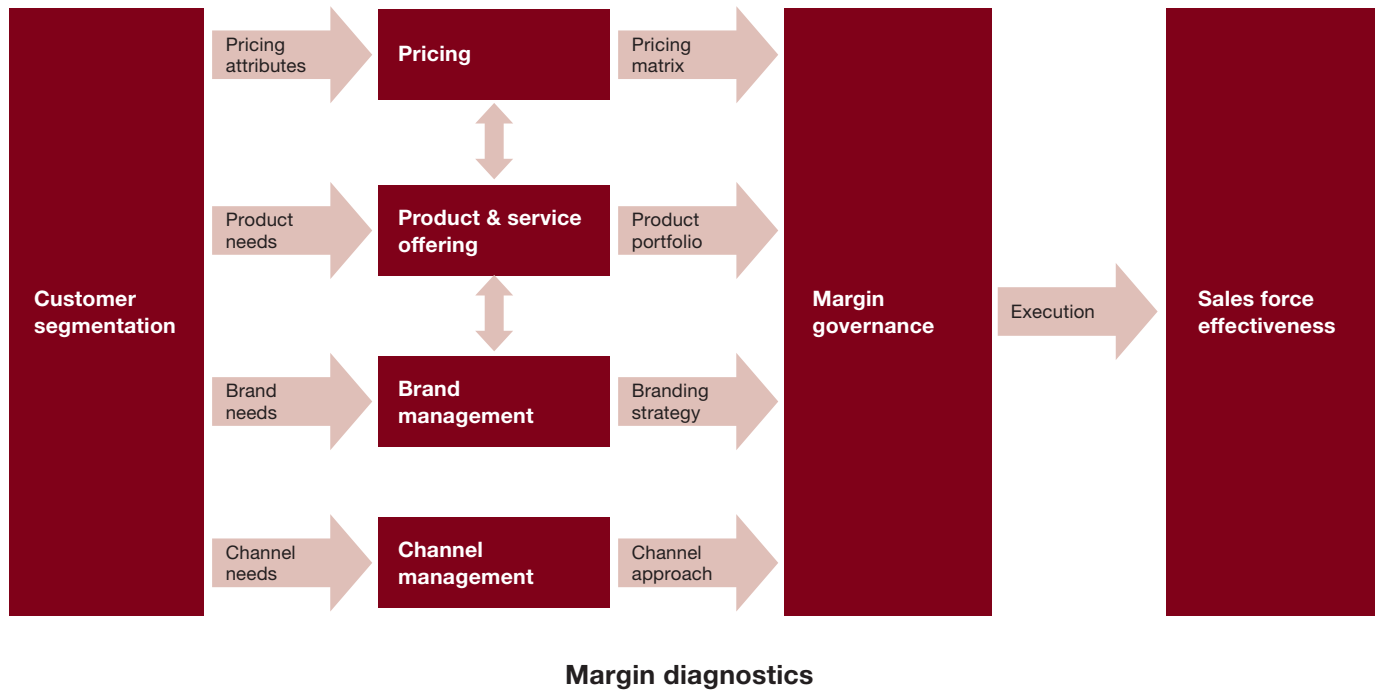 Pricing
attributes
Pricing
Pricing
matrix
Product
needs
Product & service
offering
Product
portfolio
Customer
segmentation
Margin
governance
Execution
Sales force
effectiveness
Brand
needs
Brand
management
Branding
strategy
Channel
needs
Channel
management
Channel
approach
Margin diagnostics